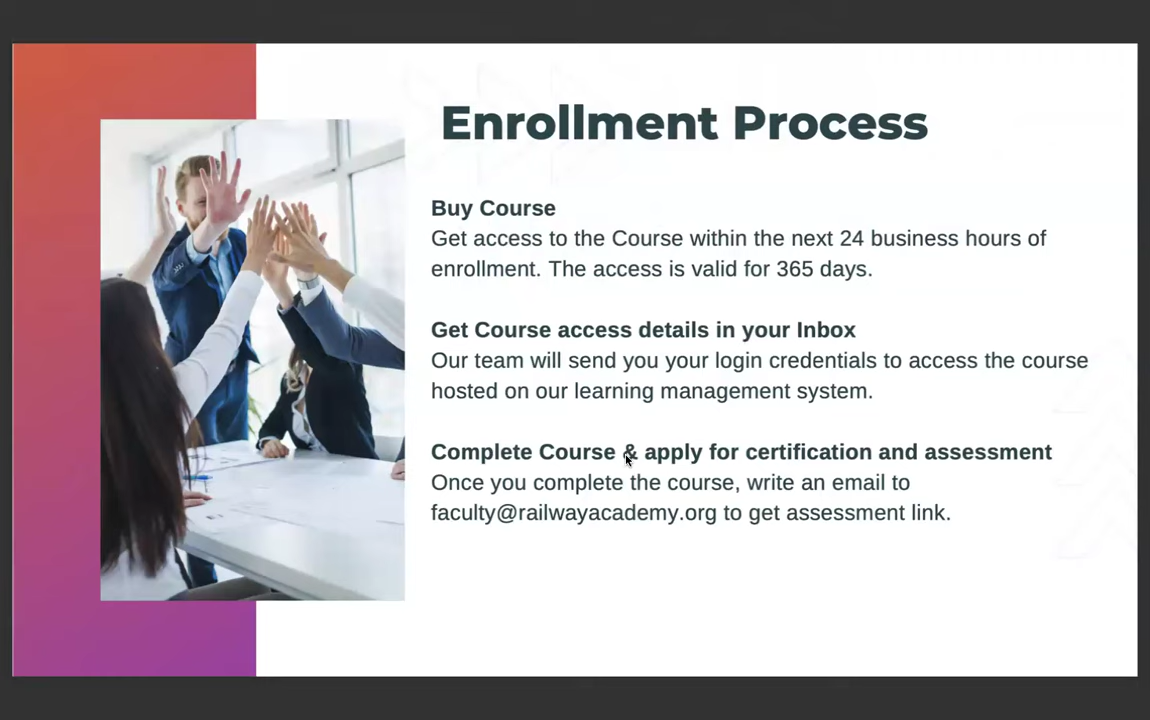 Enrollment Process
Buy Course
Get access to the Course within the next 24 business hours of
enrollment. The access is valid for 365 days.
Get Course access details in your Inbox
Our team will send you your login credentials to access the course
hosted on our learning management system.
Complete Course & apply for certification and assessment
Once you complete the course, write an email to
faculty@railwayacademy.org to get assessment link.